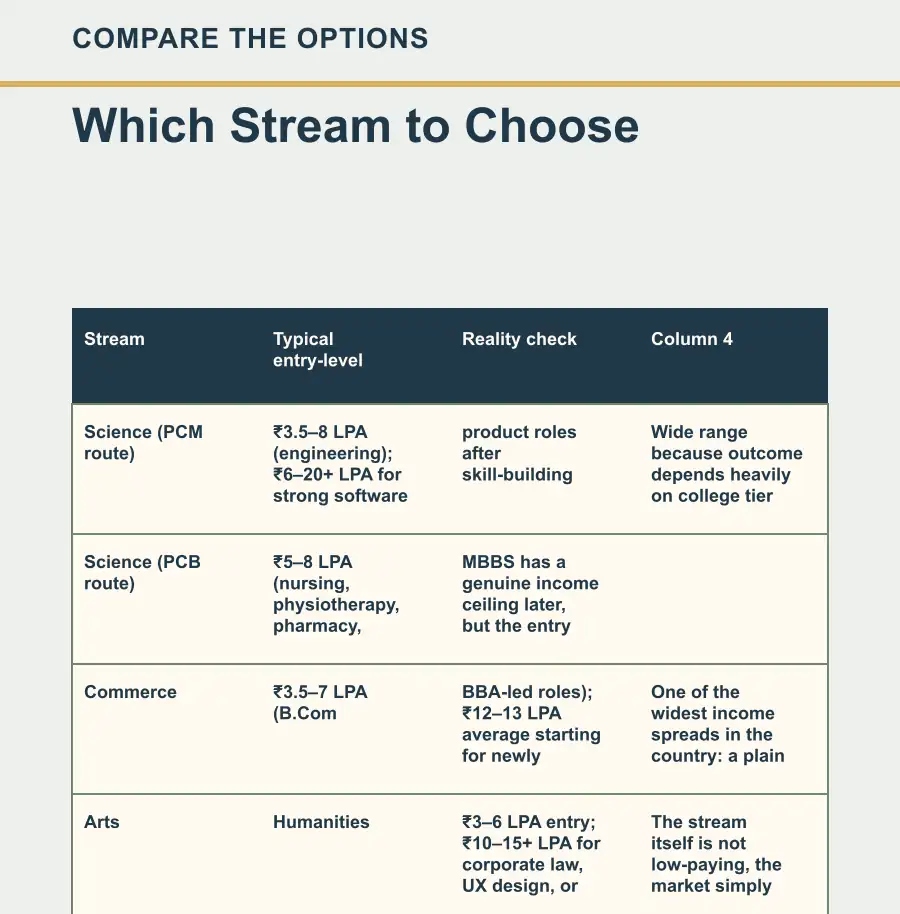 COMPARE THE OPTIONS
Which Stream to Choose
Stream
Typical
entry-level
Reality check
Column 4
Science (PCM
route)
₹3.5–8 LPA
(engineering);
₹6–20+ LPA for
strong software
product roles
after
skill-building
Wide range
because outcome
depends heavily
on college tier
Science (PCB
route)
₹5–8 LPA
(nursing,
physiotherapy,
pharmacy,
MBBS has a
genuine income
ceiling later,
but the entry
Commerce
₹3.5–7 LPA
(B.Com
BBA-led roles);
₹12–13 LPA
average starting
for newly
One of the
widest income
spreads in the
country: a plain
Arts
Humanities
₹3–6 LPA entry;
₹10–15+ LPA for
corporate law,
UX design, or
The stream
itself is not
low-paying, the
market simply